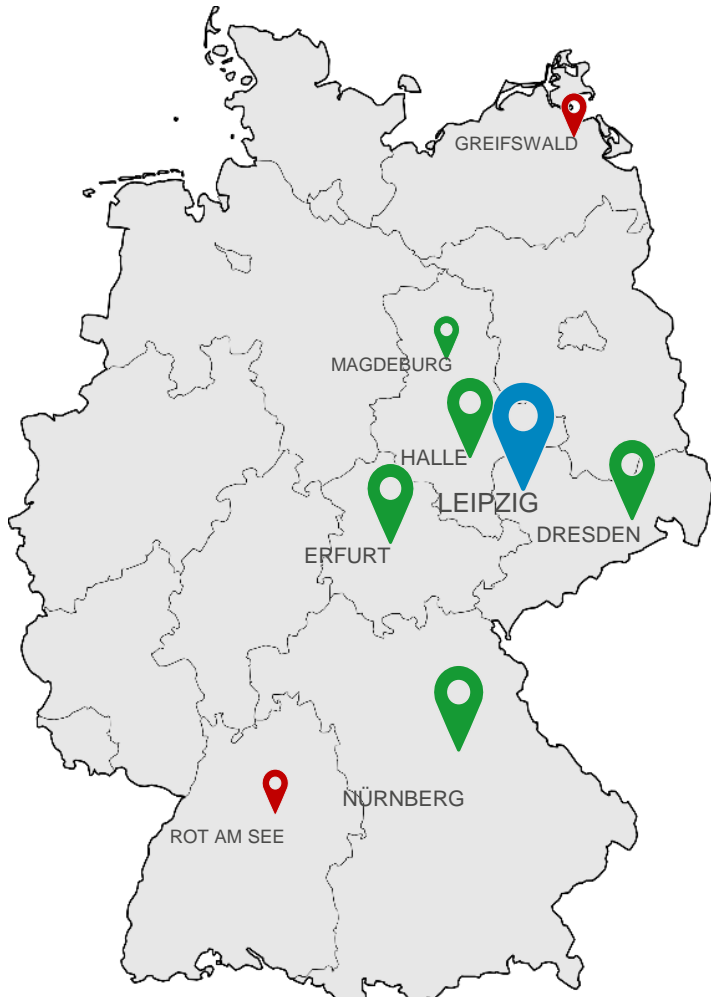 GREIFSWALD
MAGDEBURG
HALLE
LEIPZIG
DRESDEN
ERFURT
NÜRNBERG
ROT AM SEE